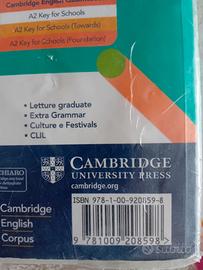 Cambridge English Qualifications
A2 Key for Schools
A2 Key for Schools (Towards)
A2 Key for Schools (Foundation)
• Letture graduate
• Extra Grammar
• Culture e Festivals
• CLIL
CHIARO
CAMBRIDGE
UNIVERSITY PRESS
cambridge.org
Cambridge
English
Corpus
ISBN 978-1-00-920859-8
9 781009 208598